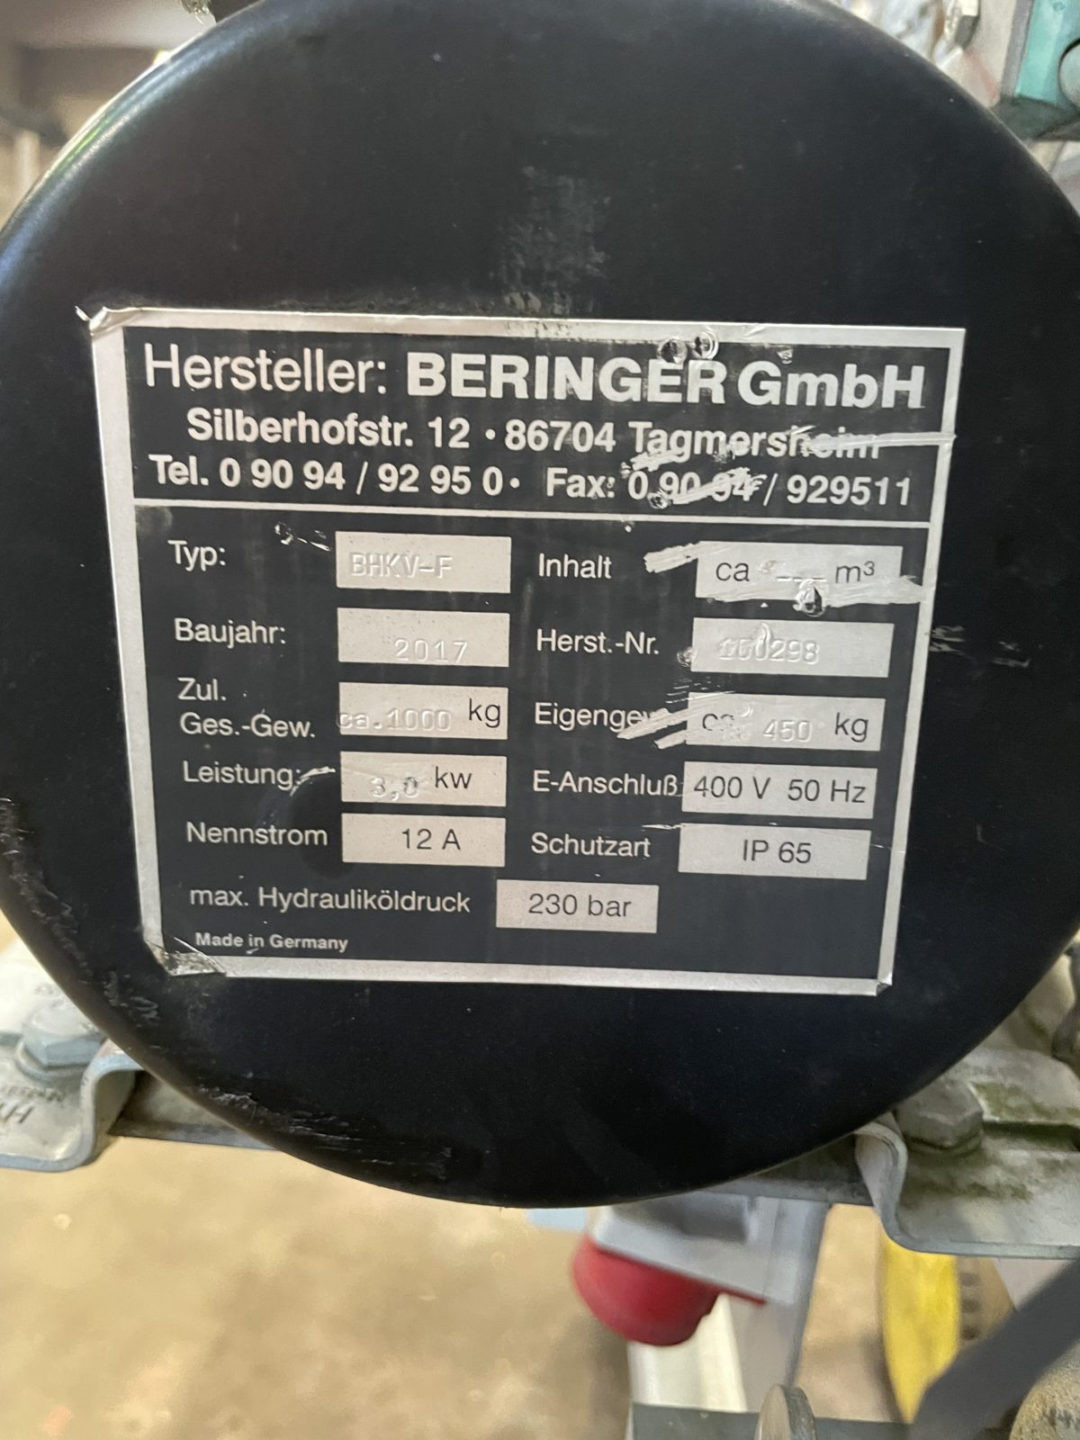 Hersteller: BERINGER GmbH
Silberhofstr. 12 · 86704 Tagmersheim
Tel. 0 90 94 / 92 95 0 · Fax: 0 90 94 / 929511
Typ: BHKV-F Inhalt ca --- m³
Baujahr: 2017 Herst.-Nr.
Zul.
Ges.-Gew. ca.1000 kg Eigengew ca 450 kg
Leistung: 3,0 kw E-Anschluß 400 V 50 Hz
Nennstrom 12 A Schutzart IP 65
max. Hydrauliköldruck 230 bar
Made in Germany